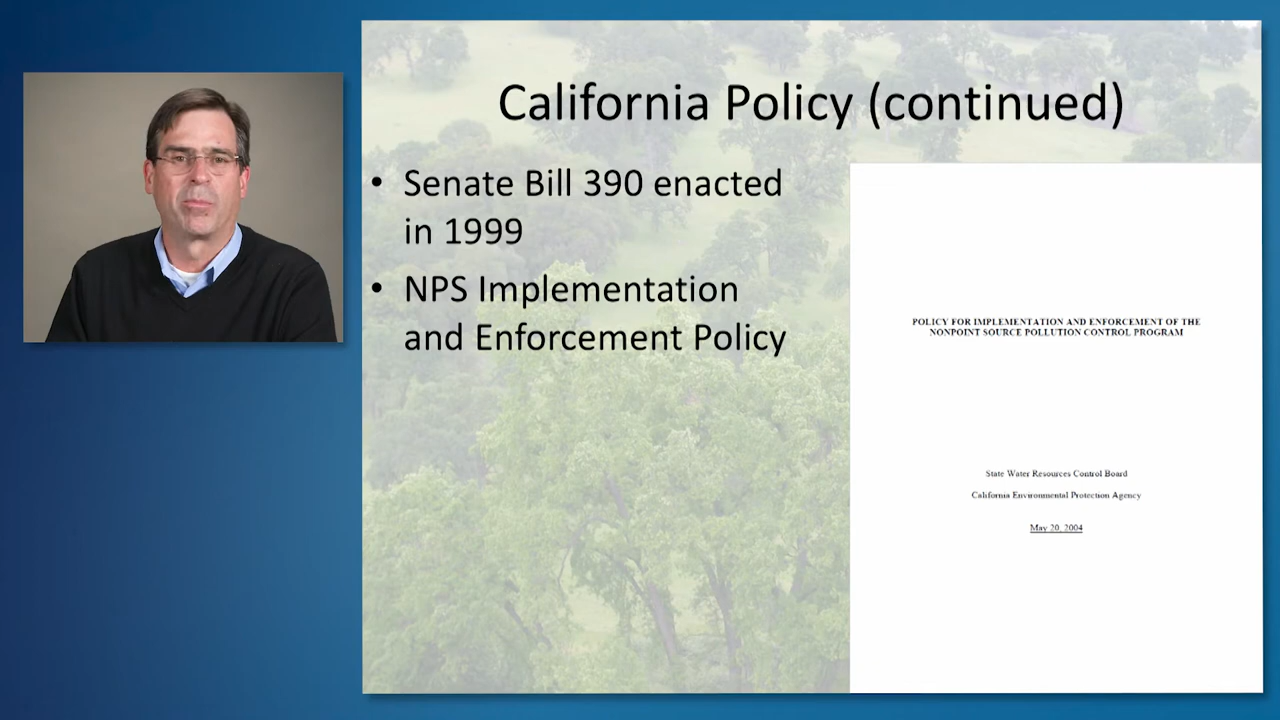 California Policy (continued)
• Senate Bill 390 enacted
in 1999
• NPS Implementation
and Enforcement Policy
POLICY FOR IMPLEMENTATION AND ENFORCEMENT OF THE
NONPOINT SOURCE POLLUTION CONTROL PROGRAM
State Water Resources Control Board
California Environmental Protection Agency
May 20, 2004